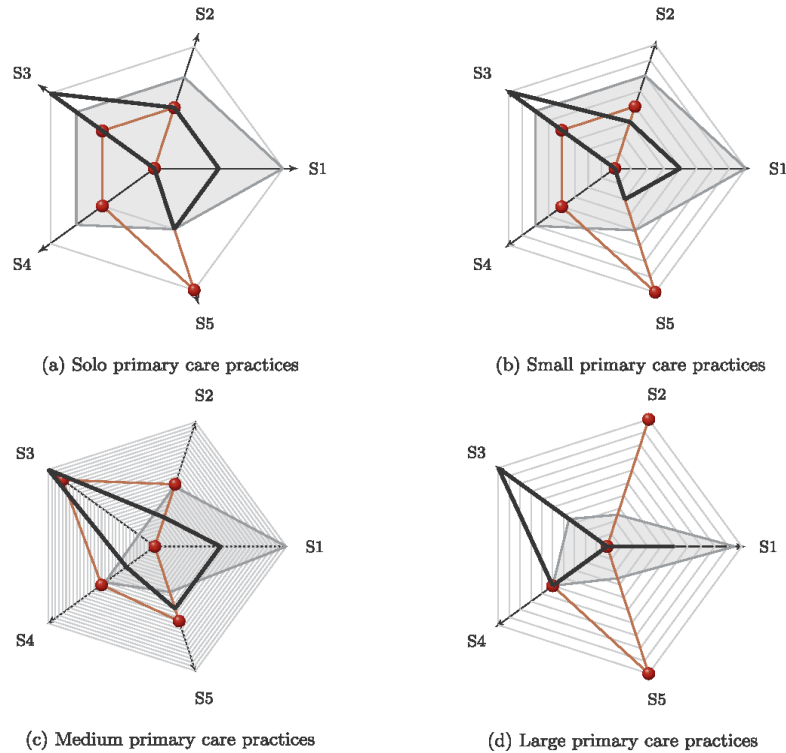 S2
S3
S1
S4
S5
(a) Solo primary care practices
S2
S3
S1
S4
S5
(b) Small primary care practices
S2
S3
S1
S4
S5
(c) Medium primary care practices
S2
S3
S1
S4
S5
(d) Large primary care practices